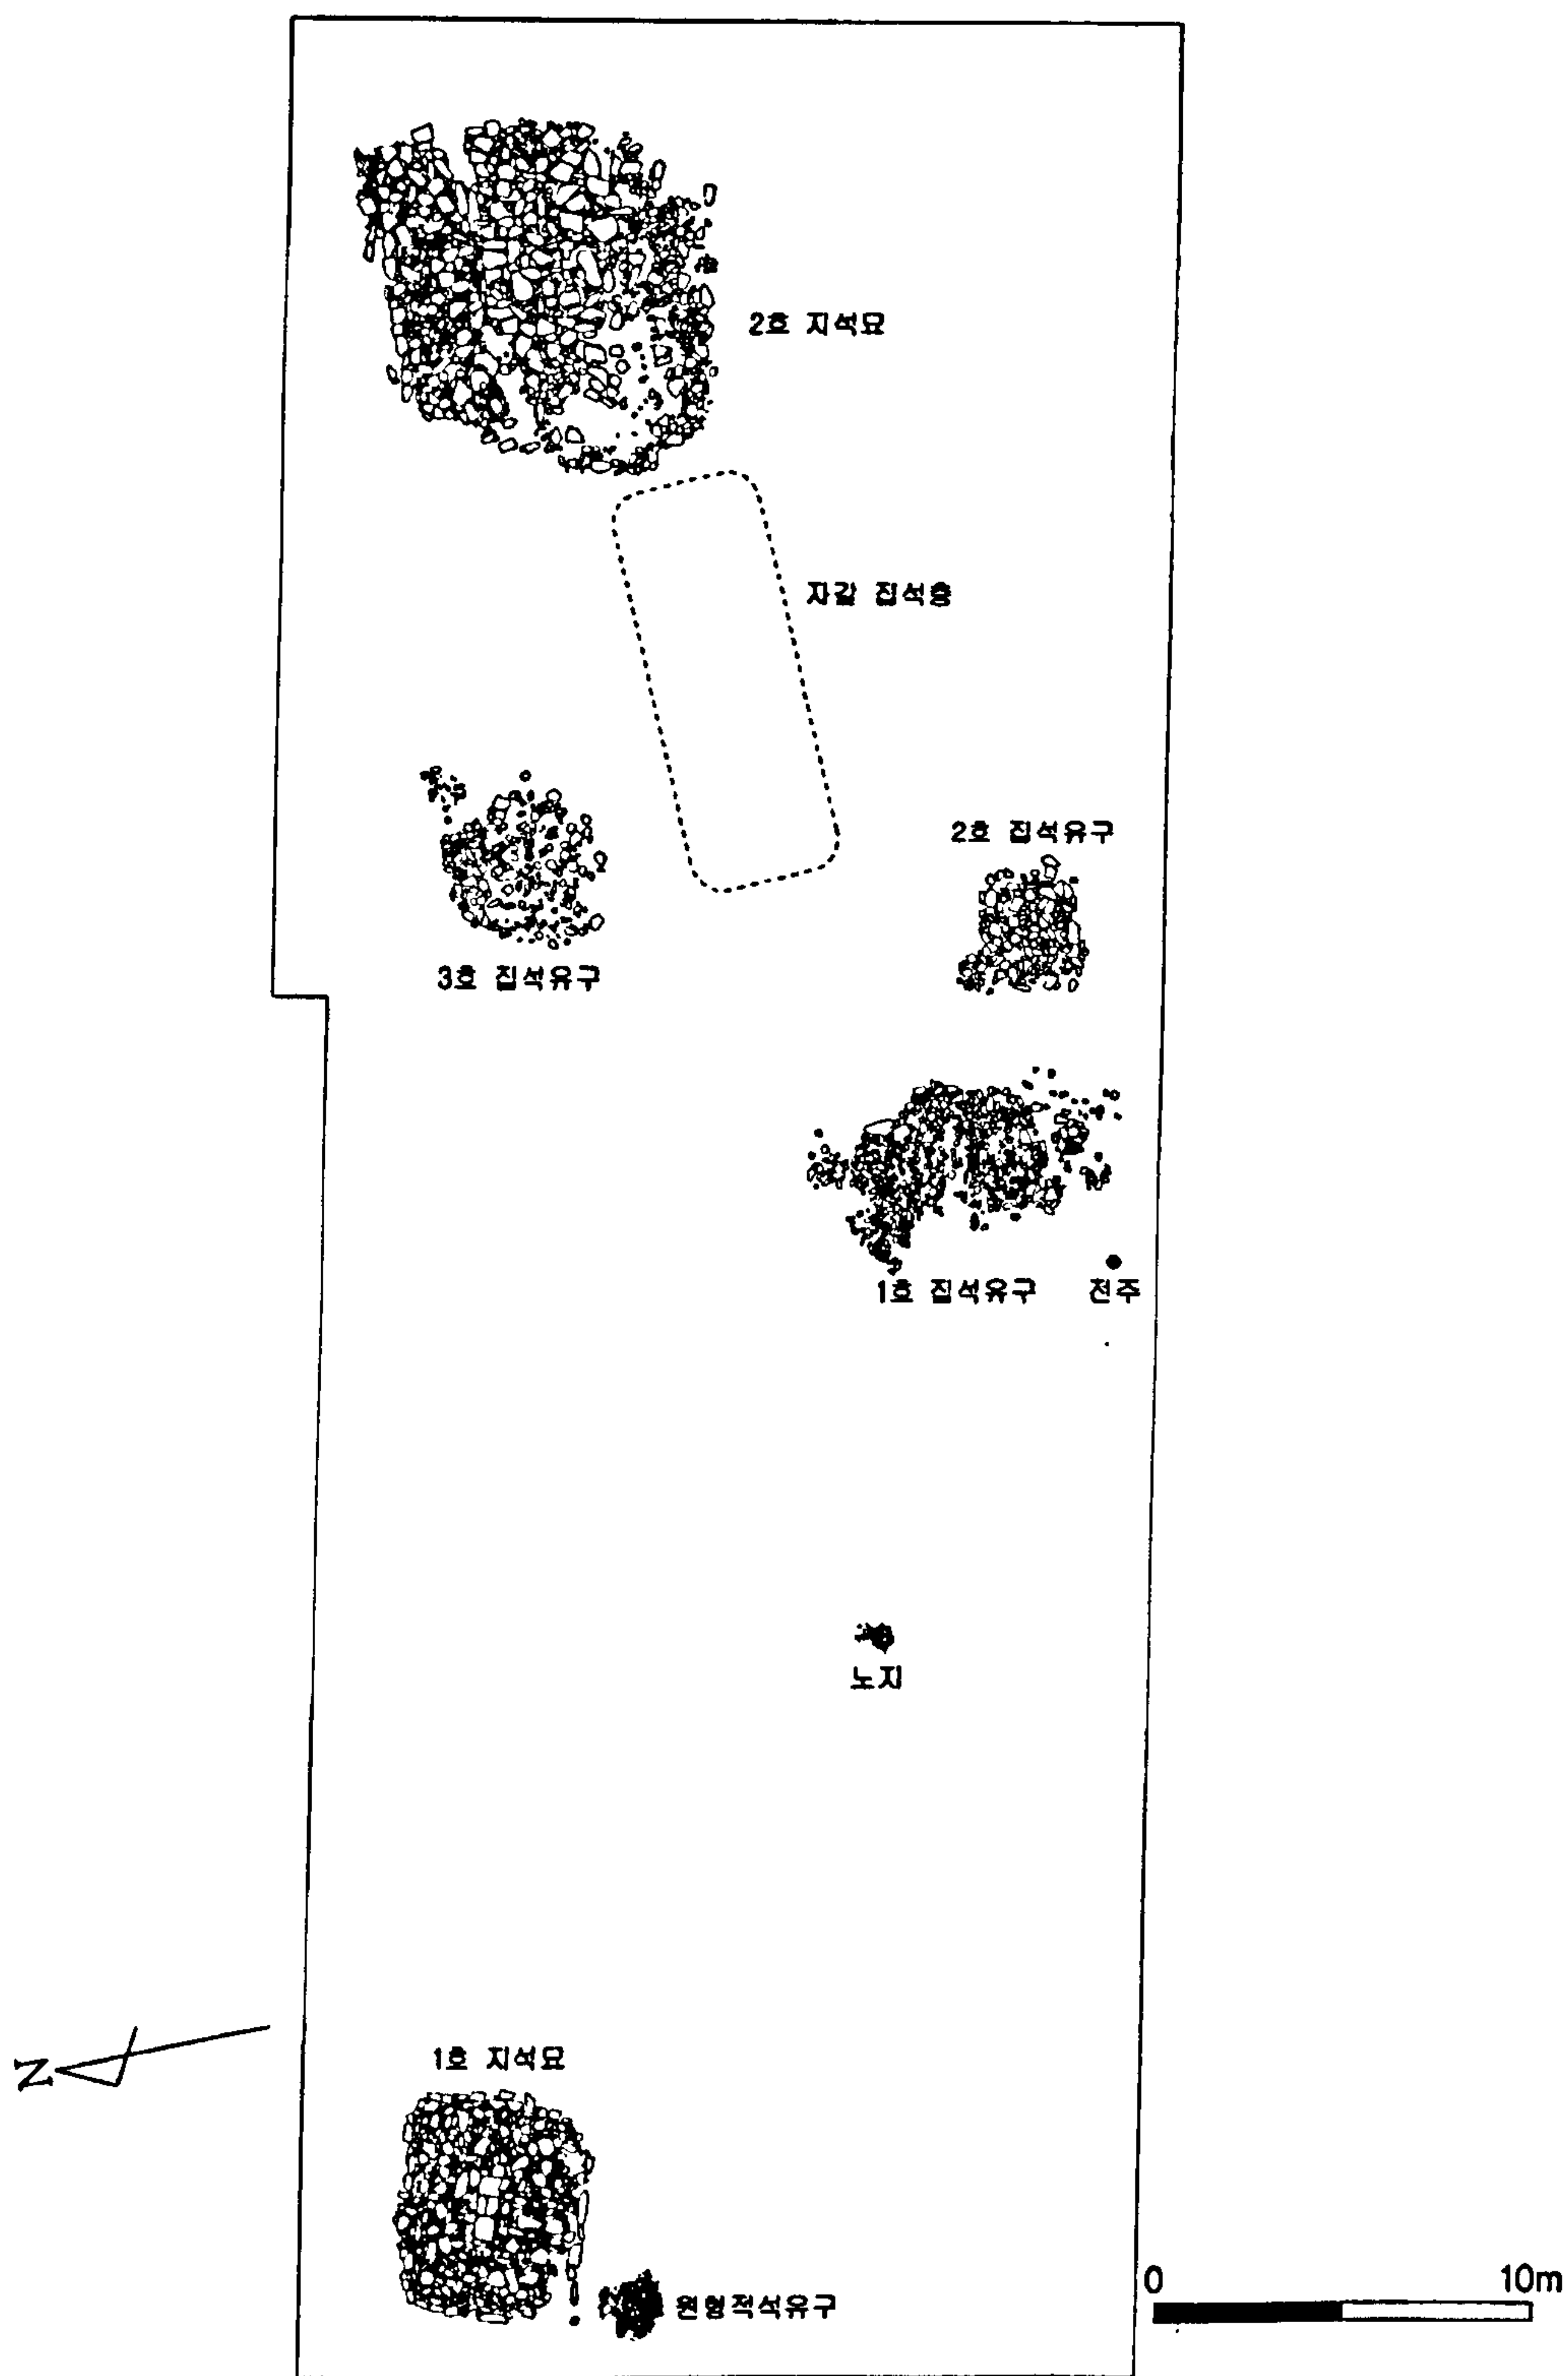 2호 지석묘
자갈 집석층
2호 집석유구
3호 집석유구
1호 집석유구
전주
노지
N
1호 지석묘
원형적석유구
0
10m